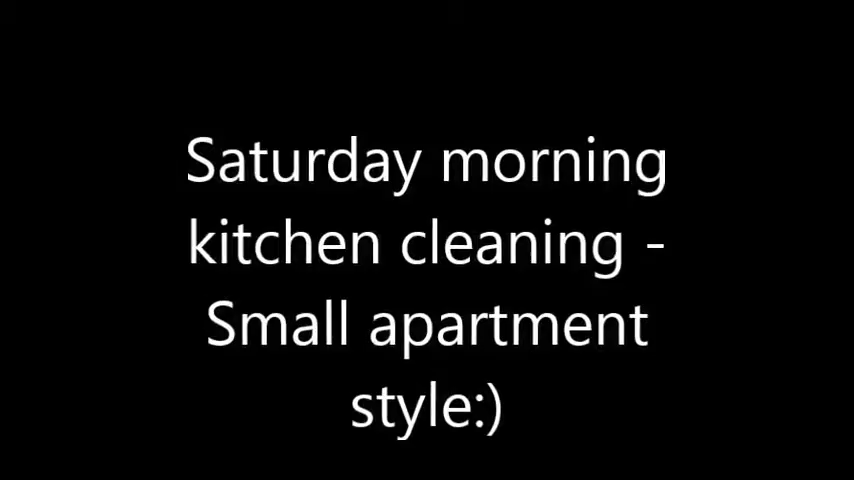 Saturday morning
kitchen cleaning -
Small apartment
style:)